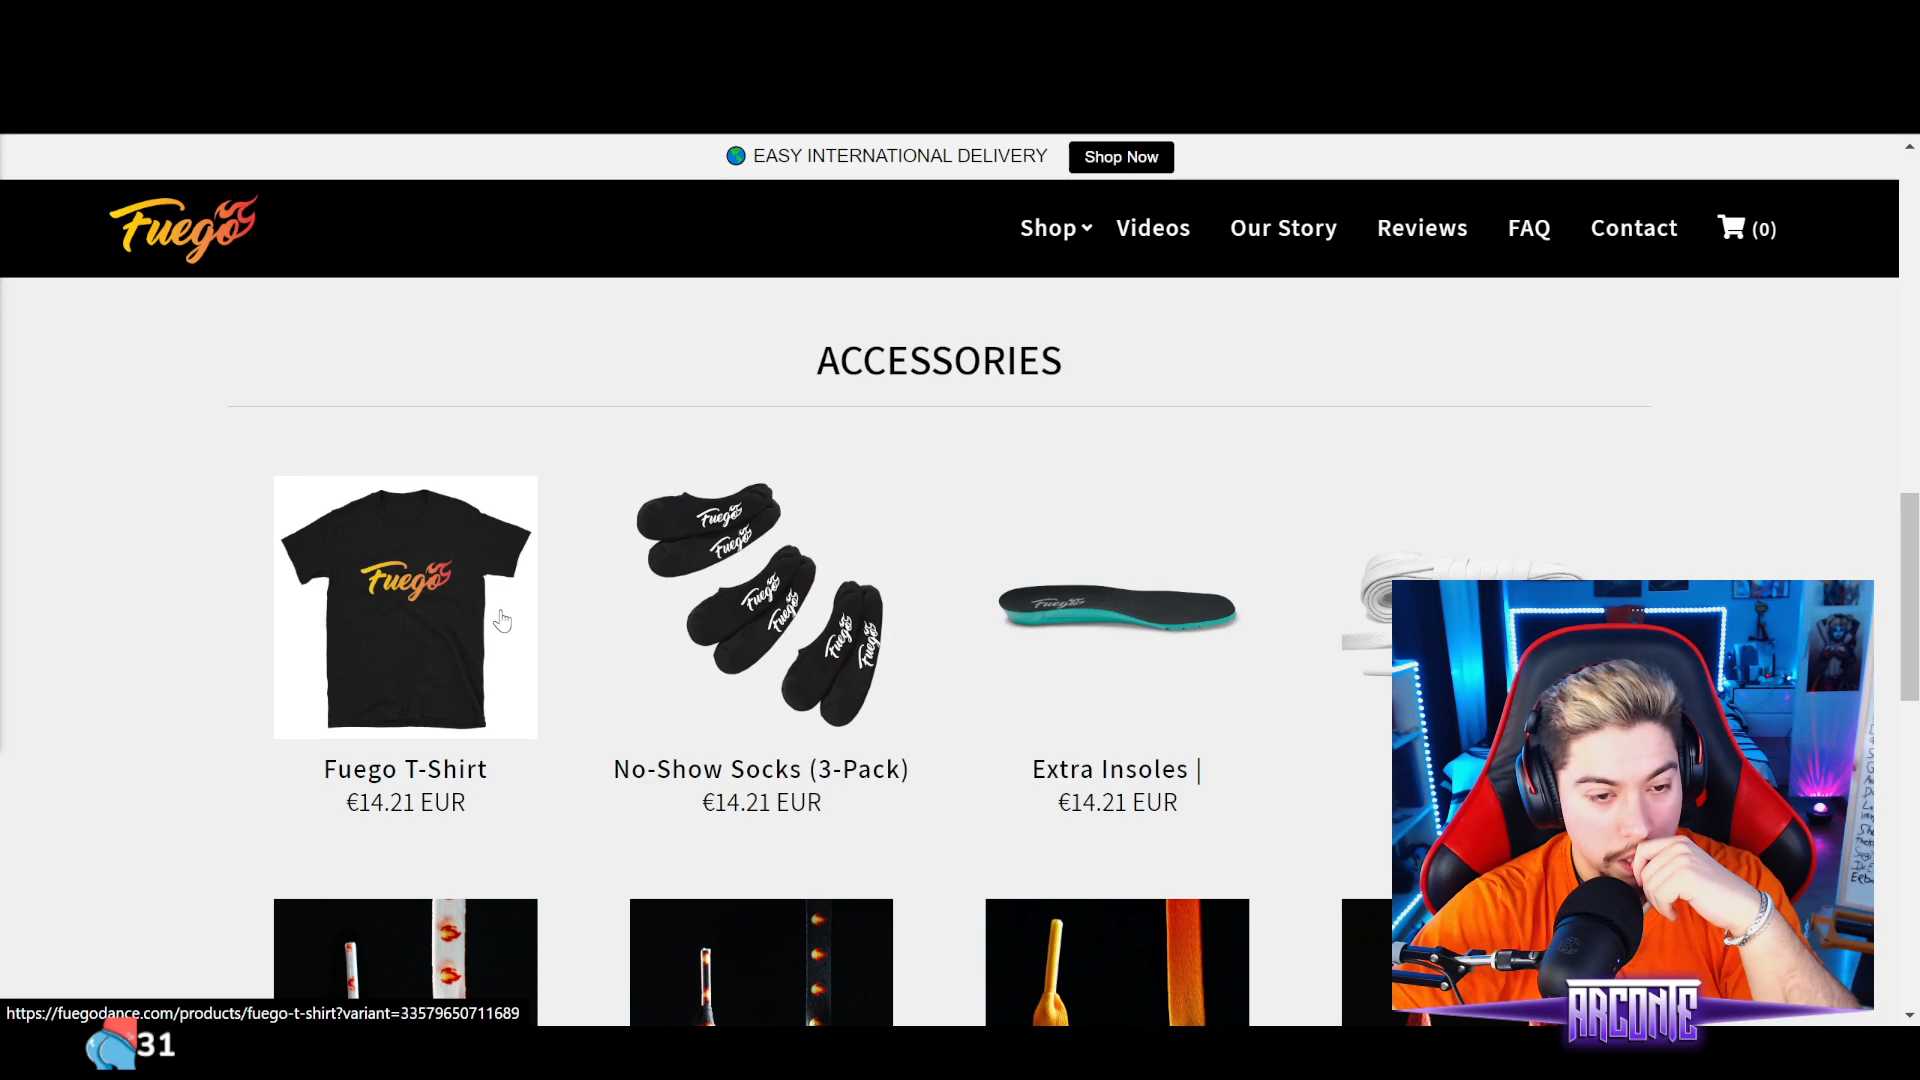 EASY INTERNATIONAL DELIVERY Shop Now
Fuego
Shop Videos Our Story Reviews FAQ Contact (0)
ACCESSORIES
Fuego
Fuego
Fuego
Fuego
Fuego
Fuego
Fuego
Fuego
Fuego T-Shirt
€14.21 EUR
No-Show Socks (3-Pack)
€14.21 EUR
Extra Insoles |
€14.21 EUR
https://fuegodance.com/products/fuego-t-shirt?variant=33579650711689
31
ARCONTE